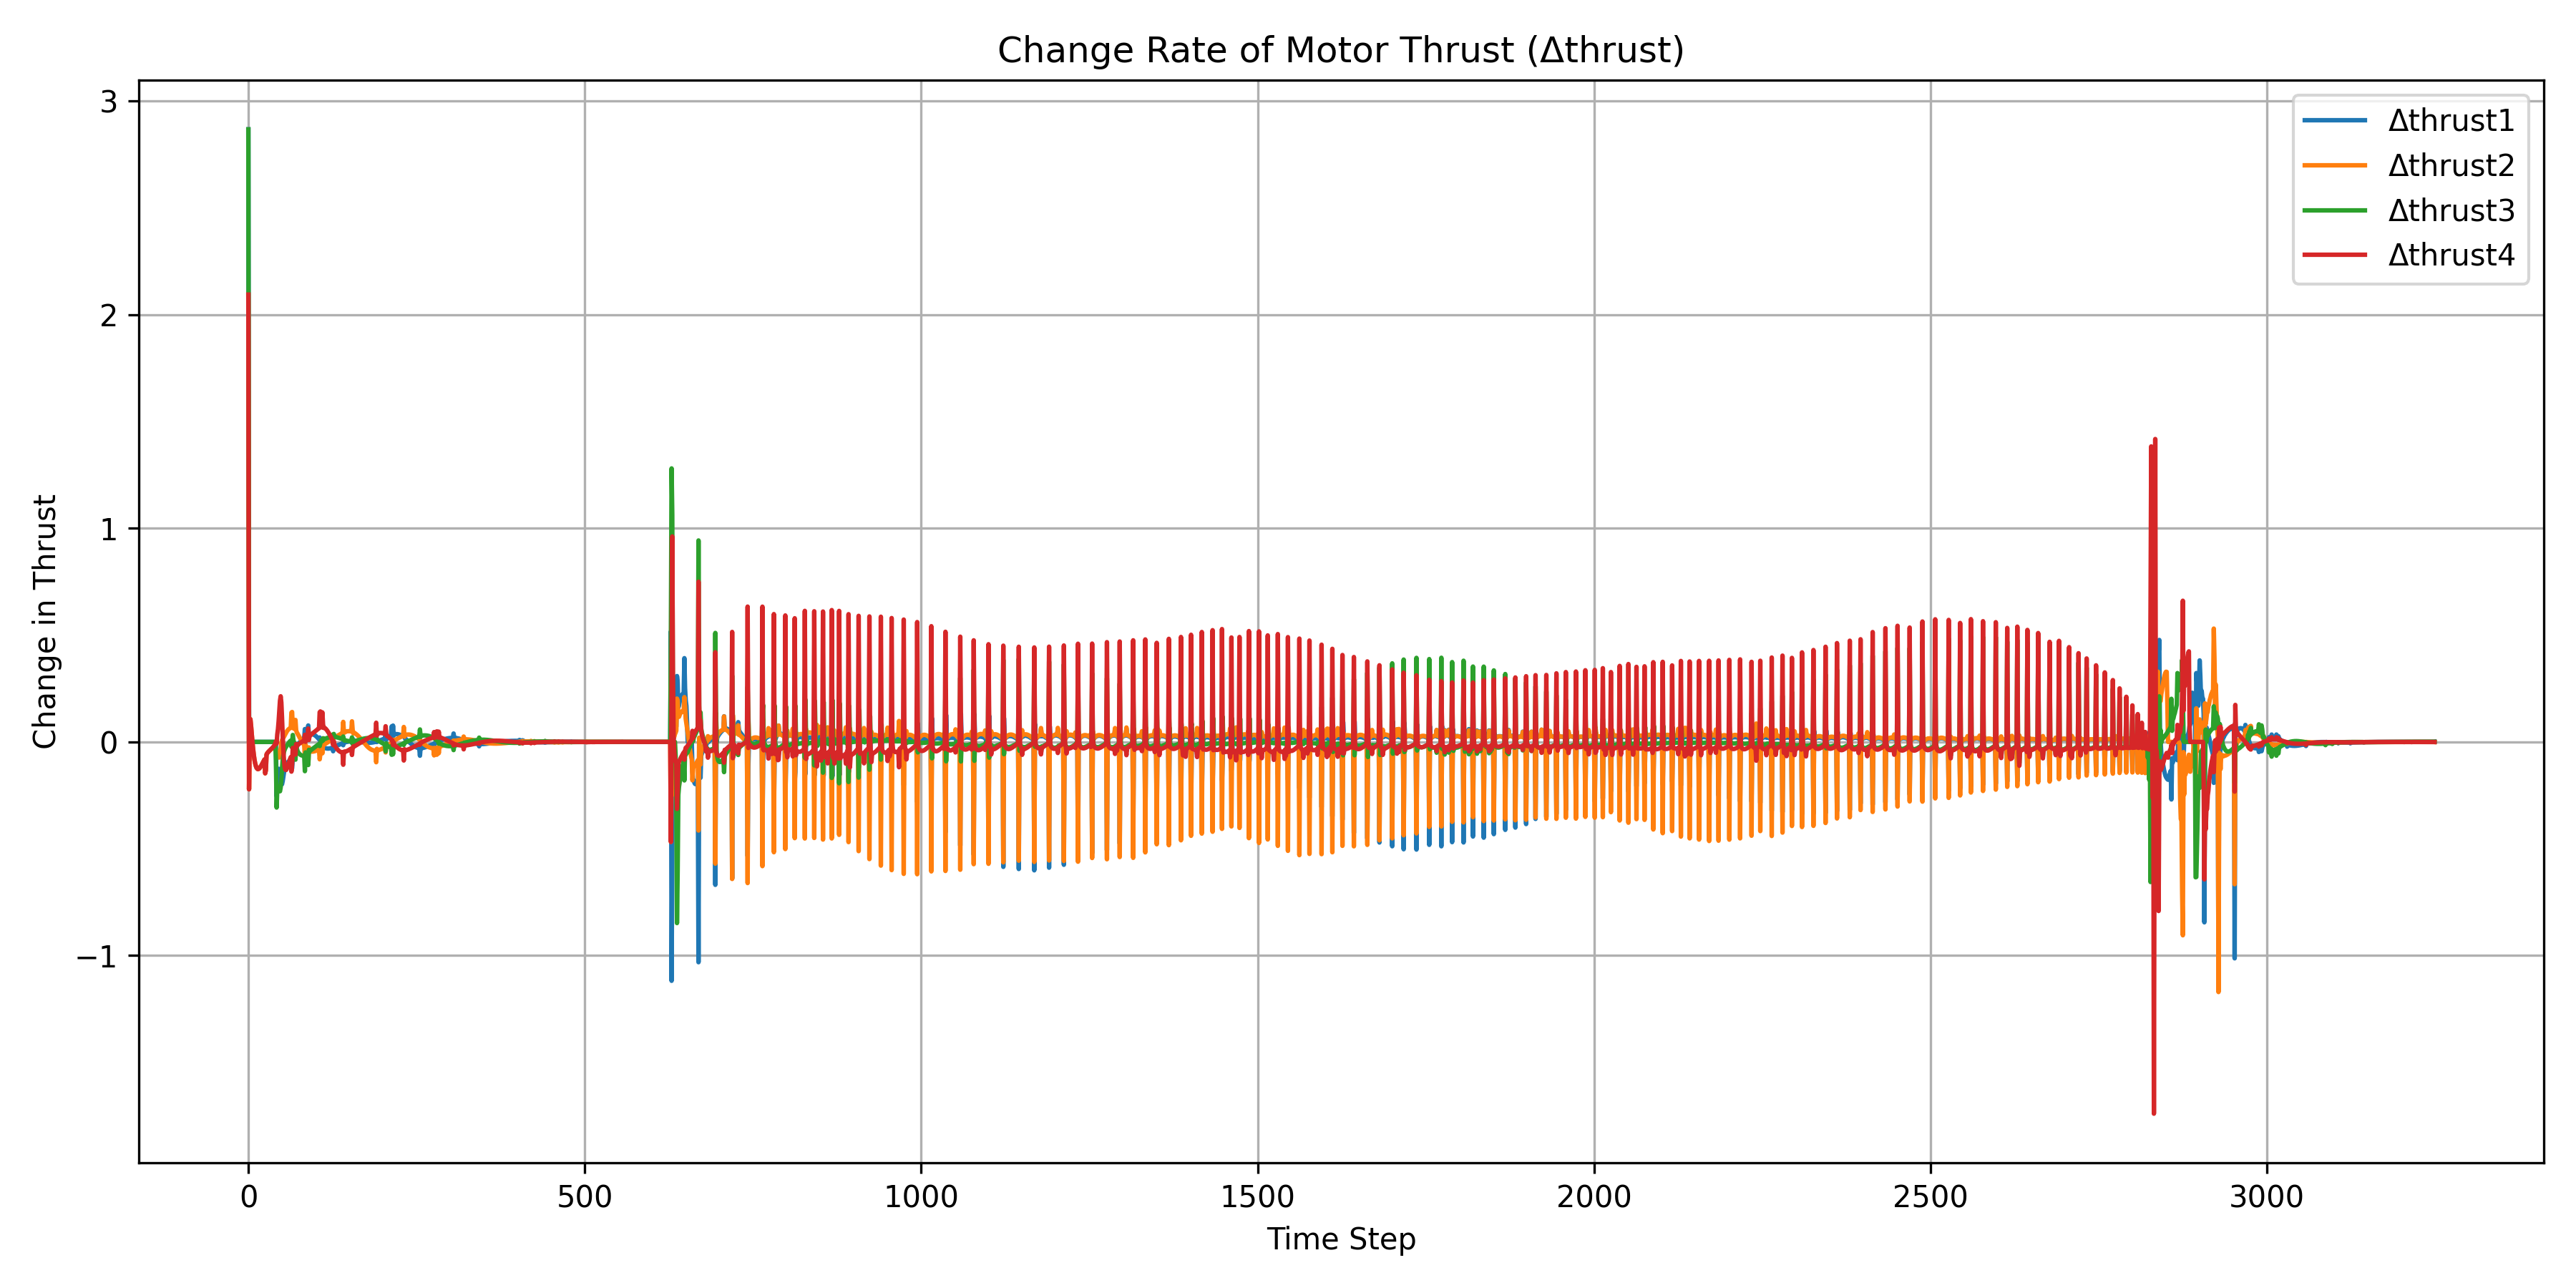 Change Rate of Motor Thrust (Δthrust)
Change in Thrust
3
2
1
0
−1
Δthrust1
Δthrust2
Δthrust3
Δthrust4
0 500 1000 1500 2000 2500 3000
Time Step